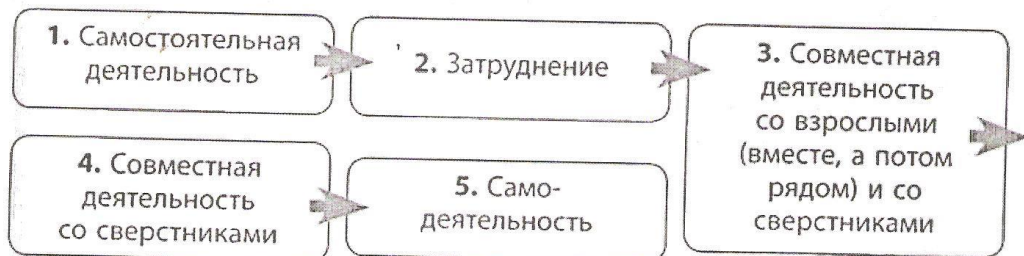 1. Самостоятельная
деятельность
2. Затруднение
3. Совместная
деятельность
со взрослыми
(вместе, а потом
рядом) и со
сверстниками
4. Совместная
деятельность
со сверстниками
5. Само-
деятельность